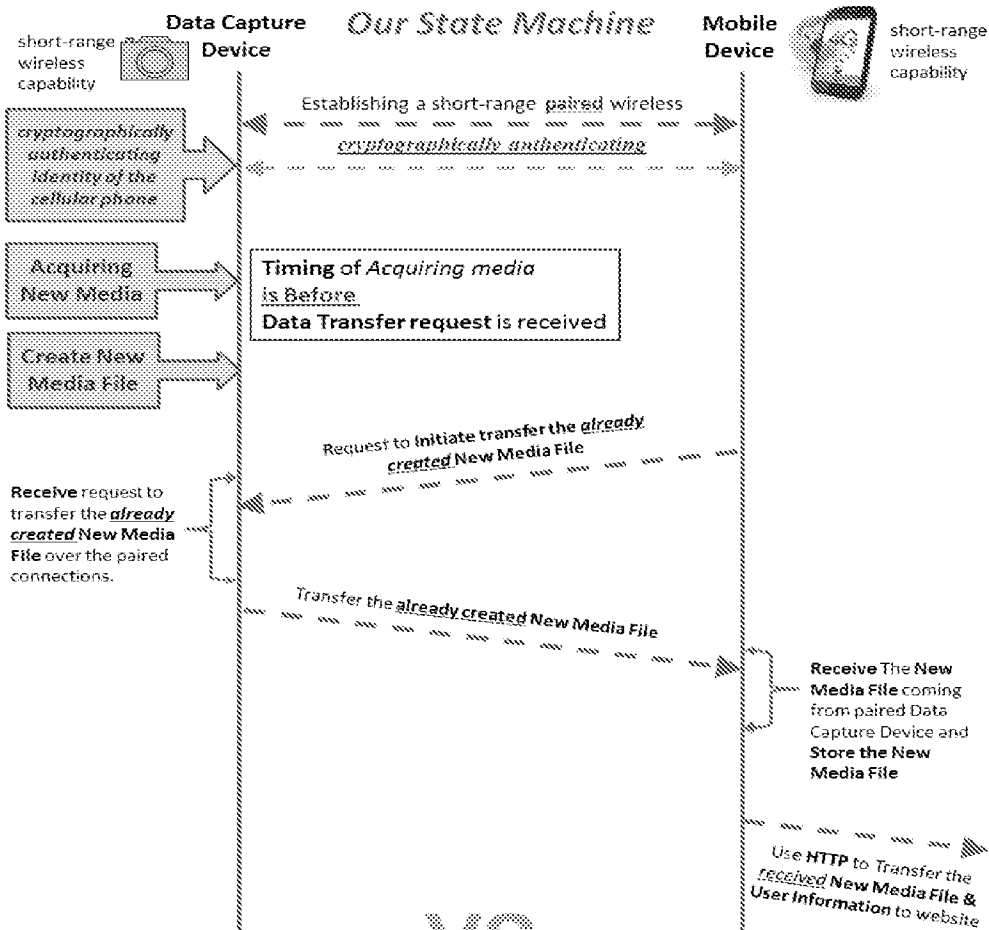 Our State Machine
Data Capture
Device
Mobile
Device
short-range
wireless
capability
short-range
wireless
capability
Establishing a short-range paired wireless
cryptographically authenticating
cryptographically
authenticating
identity of the
cellular phone
Acquiring
New Media
Timing of Acquiring media
is Before
Data Transfer request is received
Create New
Media File
Request to Initiate transfer the already
created New Media File
Receive request to
transfer the already
created New Media
File over the paired
connections.
Transfer the already created New Media File
Receive The New
Media File coming
from paired Data
Capture Device and
Store the New
Media File
Use HTTP to Transfer the
received New Media File &
User Information to website